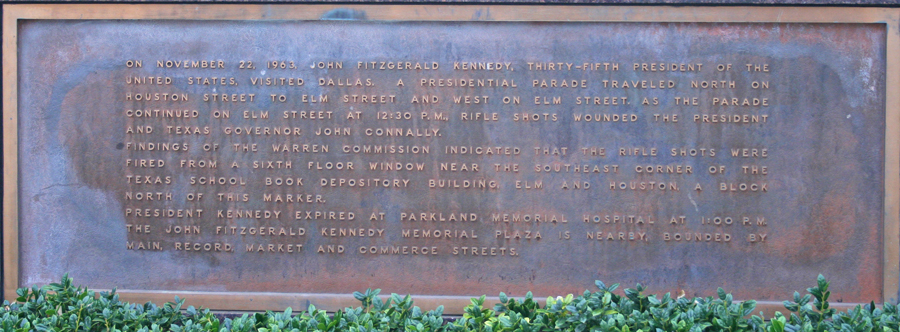 ON NOVEMBER 22, 1963, JOHN FITZGERALD KENNEDY, THIRTY-FIFTH PRESIDENT OF THE
UNITED STATES, VISITED DALLAS. A PRESIDENTIAL PARADE TRAVELED NORTH ON
HOUSTON STREET TO ELM STREET AND WEST ON ELM STREET. AS THE PARADE
CONTINUED ON ELM STREET AT 12:30 P.M., RIFLE SHOTS WOUNDED THE PRESIDENT
AND TEXAS GOVERNOR JOHN CONNALLY.
FINDINGS OF THE WARREN COMMISSION INDICATED THAT THE RIFLE SHOTS WERE
FIRED FROM A SIXTH FLOOR WINDOW NEAR THE SOUTHEAST CORNER OF THE
TEXAS SCHOOL BOOK DEPOSITORY BUILDING, ELM AND HOUSTON, A BLOCK
NORTH OF THIS MARKER.
PRESIDENT KENNEDY EXPIRED AT PARKLAND MEMORIAL HOSPITAL AT 1:00 P.M.
THE JOHN FITZGERALD KENNEDY MEMORIAL PLAZA IS NEARBY, BOUNDED BY
MAIN, RECORD, MARKET AND COMMERCE STREETS.